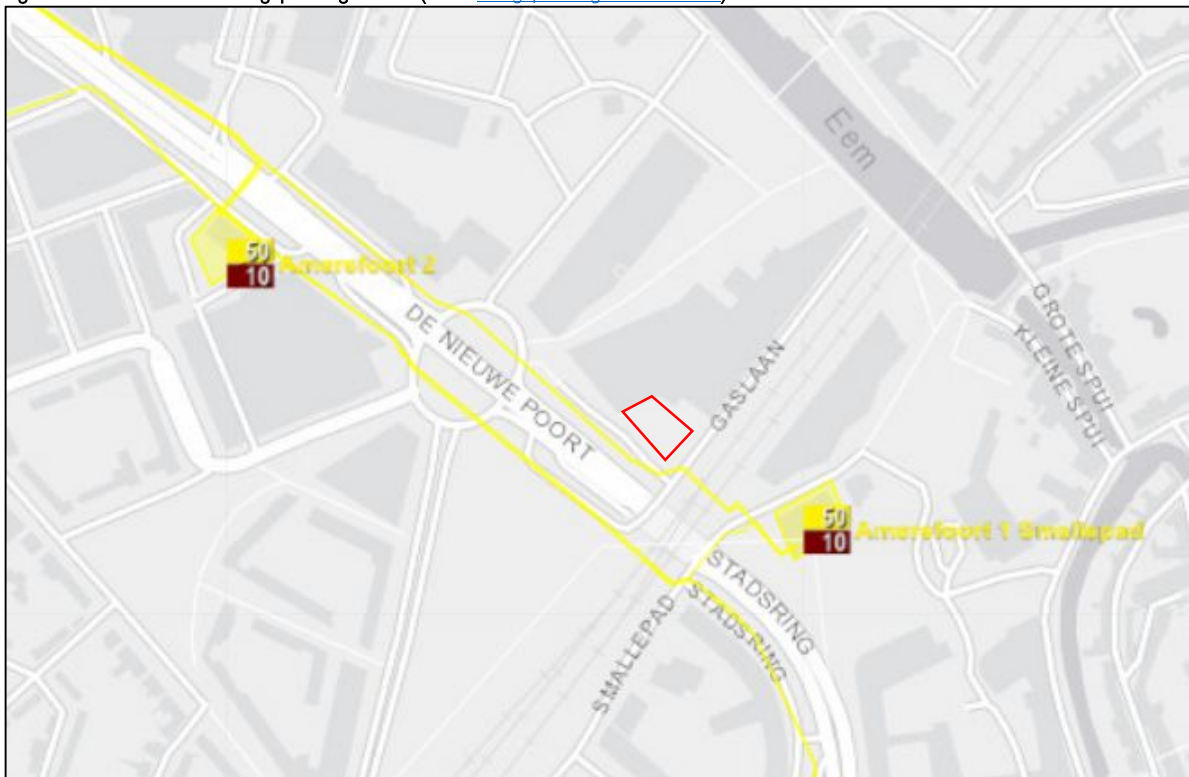 Eem
50
10
Amersfoort 2
DE NIEUWE POORT
GASLAAN
GROTE SPUI
KLEINE SPUI
50
10
Amersfoort 1 Smallepad
STADSRING
STADSRING
SMALLEPAD